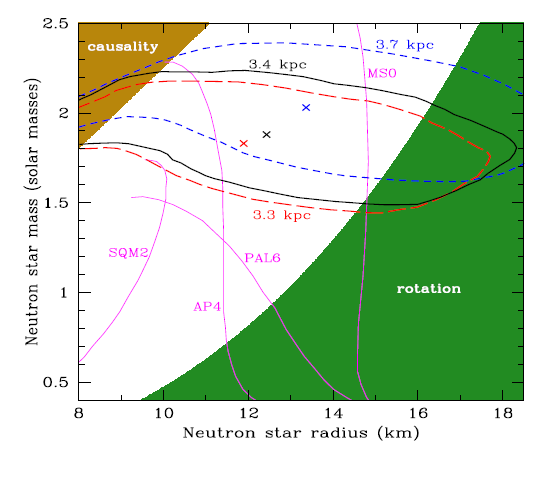 2.5
causality
3.7 kpc
3.4 kpc
MS0
2
1.5
3.3 kpc
SQM2
PAL6
rotation
1
AP4
0.5
8 10 12 14 16 18
Neutron star radius (km)
Neutron star mass (solar masses)